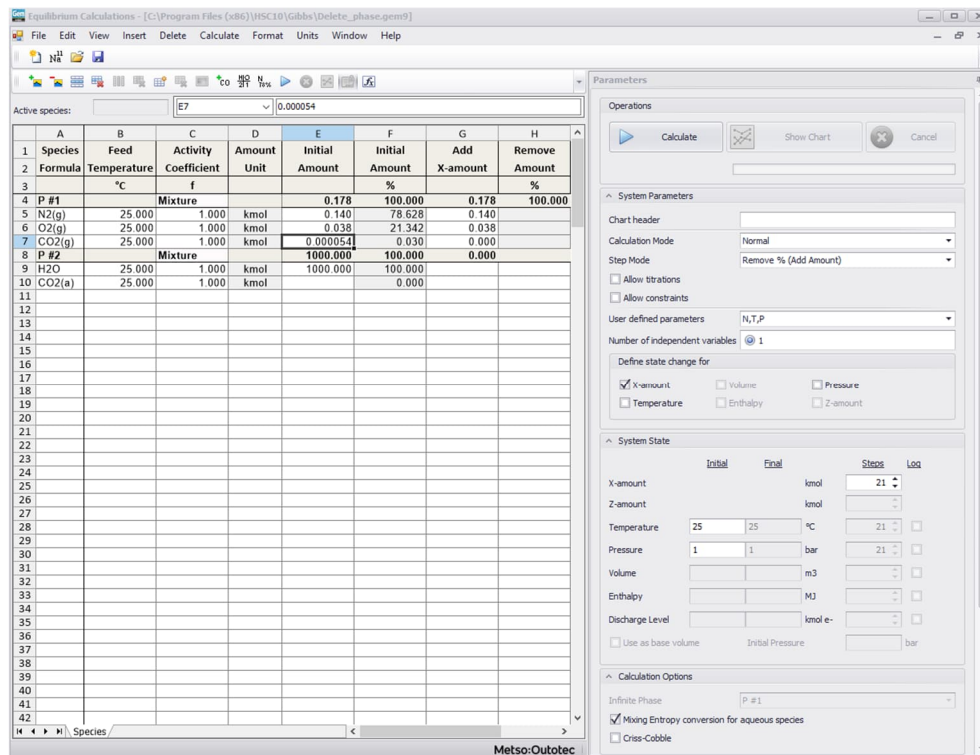 Equilibrium Calculations - [C:\Program Files (x86)\HSC10\Gibbs\Delete_phase.gem9]
File Edit View Insert Delete Calculate Format Units Window Help
Active species: E7 0.000054
A B C D E F G H
1 Species Feed Activity Amount Initial Initial Add Remove
2 Formula Temperature Coefficient Unit Amount Amount X-amount Amount
3 °C f % %
4 P #1 Mixture 0.178 100.000 0.178 100.000
5 N2(g) 25.000 1.000 kmol 0.140 78.628 0.140
6 O2(g) 25.000 1.000 kmol 0.038 21.342 0.038
7 CO2(g) 25.000 1.000 kmol 0.000054 0.030 0.000
8 P #2 Mixture 1000.000 100.000 0.000
9 H2O 25.000 1.000 kmol 1000.000 100.000
10 CO2(a) 25.000 1.000 kmol 0.000
11
12
13
14
15
16
17
18
19
20
21
22
23
24
25
26
27
28
29
30
31
32
33
34
35
36
37
38
39
40
41
42
Species
Parameters
Operations
Calculate Show Chart Cancel
System Parameters
Chart header
Calculation Mode Normal
Step Mode Remove % (Add Amount)
Allow titrations
Allow constraints
User defined parameters N,T,P
Number of independent variables 1
Define state change for
X-amount Volume Pressure
Temperature Enthalpy Z-amount
System State
Initial Final Steps Log
X-amount kmol 21
Z-amount kmol
Temperature 25 25 °C 21
Pressure 1 1 bar 21
Volume m3
Enthalpy MJ
Discharge Level kmol e-
Use as base volume Initial Pressure bar
Calculation Options
Infinite Phase P #1
Mixing Entropy conversion for aqueous species
Criss-Cobble
Metso:Outotec